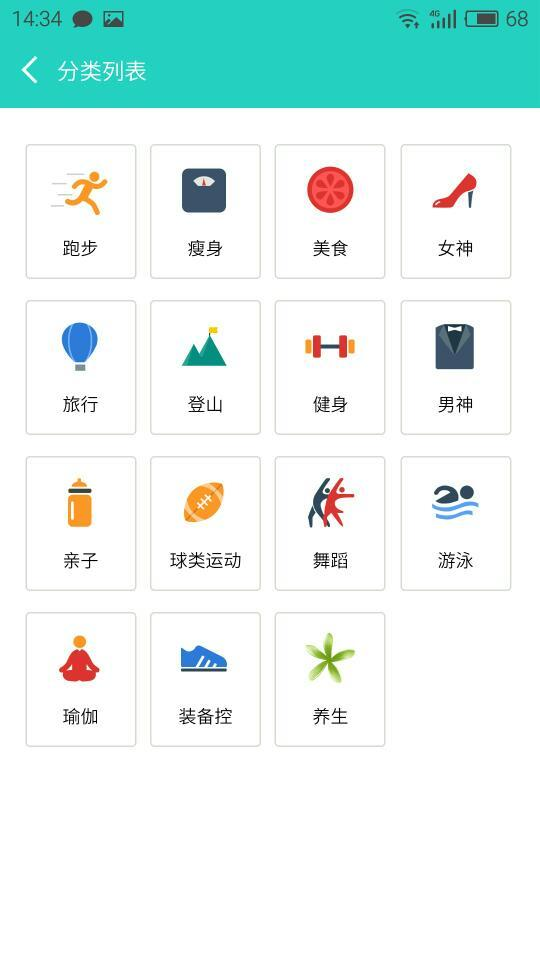 14:34 4G 68
分类列表
跑步 瘦身 美食 女神
旅行 登山 健身 男神
亲子 球类运动 舞蹈 游泳
瑜伽 装备控 养生